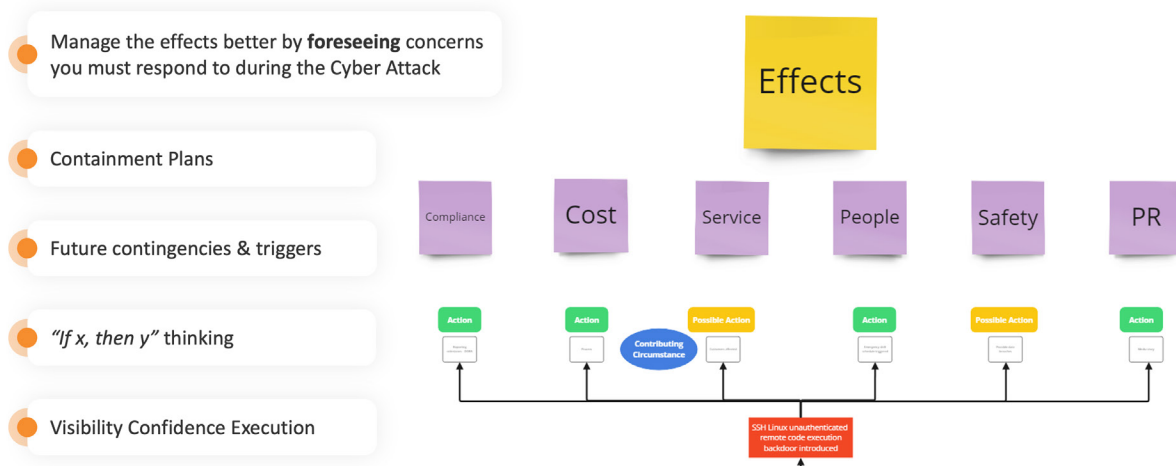 Manage the effects better by foreseeing concerns
you must respond to during the Cyber Attack
Containment Plans
Future contingencies & triggers
“If x, then y” thinking
Visibility Confidence Execution
Effects
Compliance
Cost
Service
People
Safety
PR
Action
Action
Possible Action
Action
Possible Action
Action
Contributing
Circumstance
SSH Linux unauthenticated
remote code execution
backdoor introduced